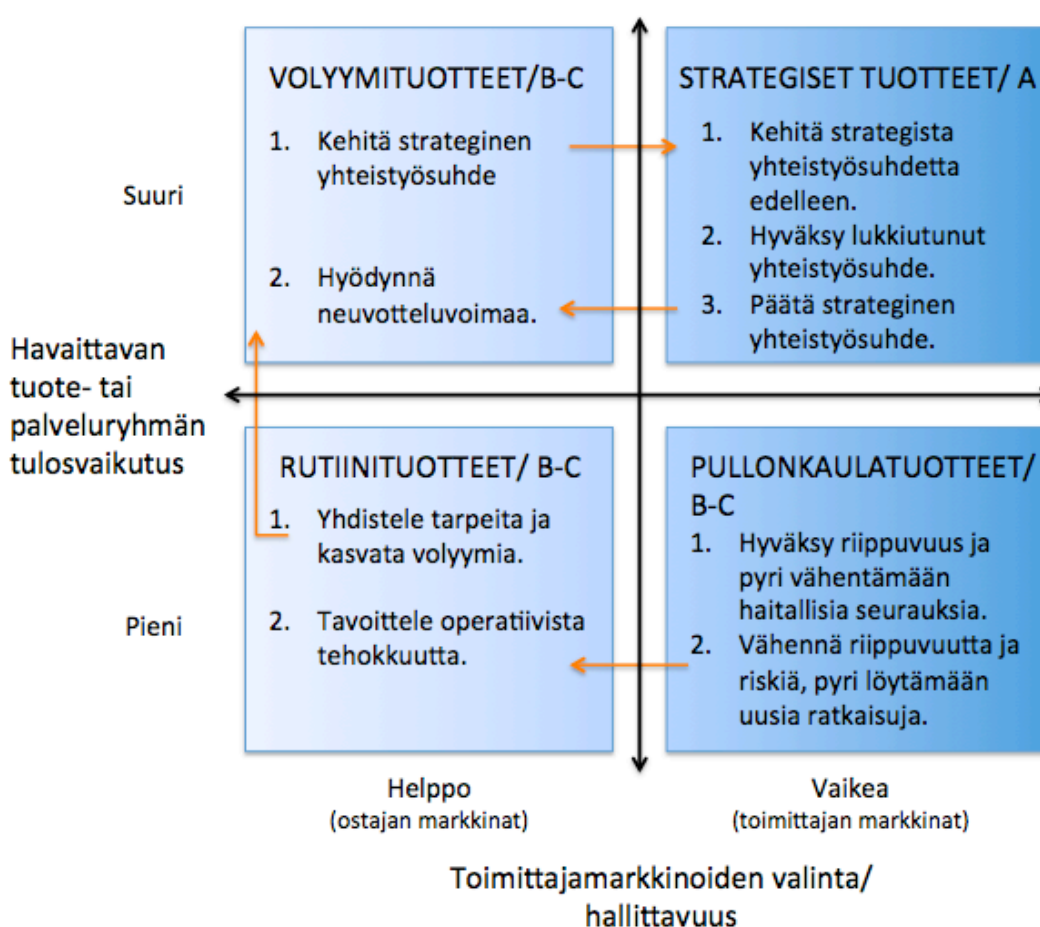 VOLYYMITUOTTEET/B-C
1. Kehitä strateginen
yhteistyösuhde
2. Hyödynnä
neuvotteluvoimaa.
STRATEGISET TUOTTEET/ A
1. Kehitä strategista
yhteistyösuhdetta
edelleen.
2. Hyväksy lukkiutunut
yhteistyösuhde.
3. Päätä strateginen
yhteistyösuhde.
Suuri
Havaittavan
tuote- tai
palveluryhmän
tulosvaikutus
RUTIINITUOTTEET/ B-C
1. Yhdistele tarpeita ja
kasvata volyymia.
2. Tavoittele operatiivista
tehokkuutta.
PULLONKAULATUOTTEET/
B-C
1. Hyväksy riippuvuus ja
pyri vähentämään
haitallisia seurauksia.
2. Vähennä riippuvuutta ja
riskiä, pyri löytämään
uusia ratkaisuja.
Pieni
Helppo
(ostajan markkinat)
Vaikea
(toimittajan markkinat)
Toimittajamarkkinoiden valinta/
hallittavuus